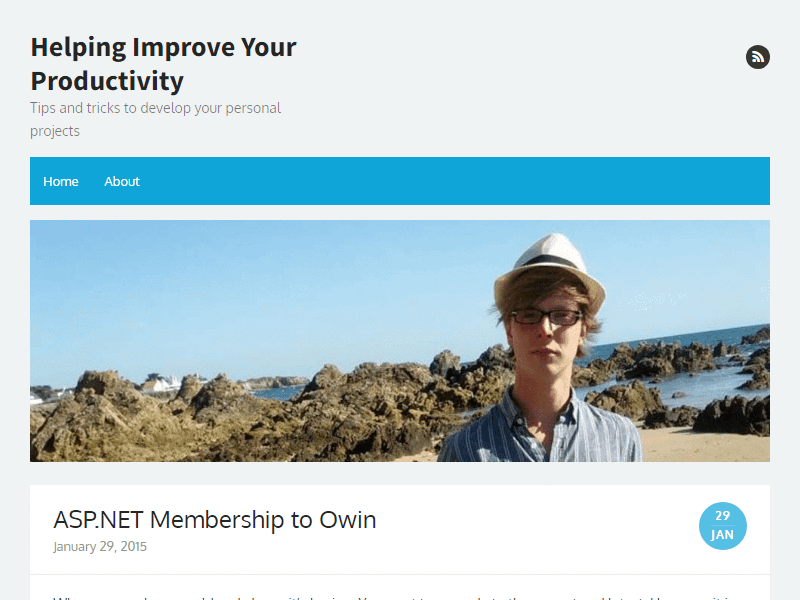 Helping Improve Your
Productivity
Tips and tricks to develop your personal
projects
Home About
ASP.NET Membership to Owin
January 29, 2015
29
JAN